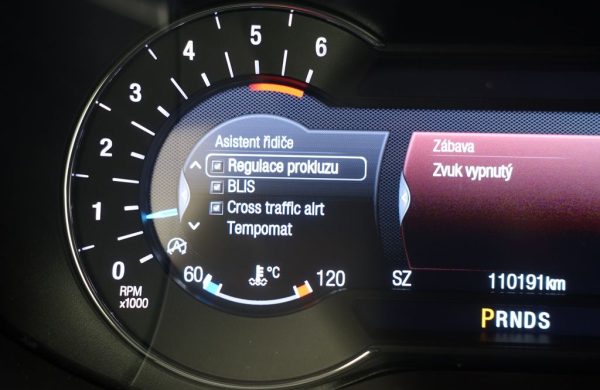 6
5
4
3
2
1
0
RPM
x1000
Asistent řidiče
Regulace prokluzu
BLIS
Cross traffic alrt
Tempomat
60 °C 120
Zábava
Zvuk vypnutý
SZ 110191km
PRNDS